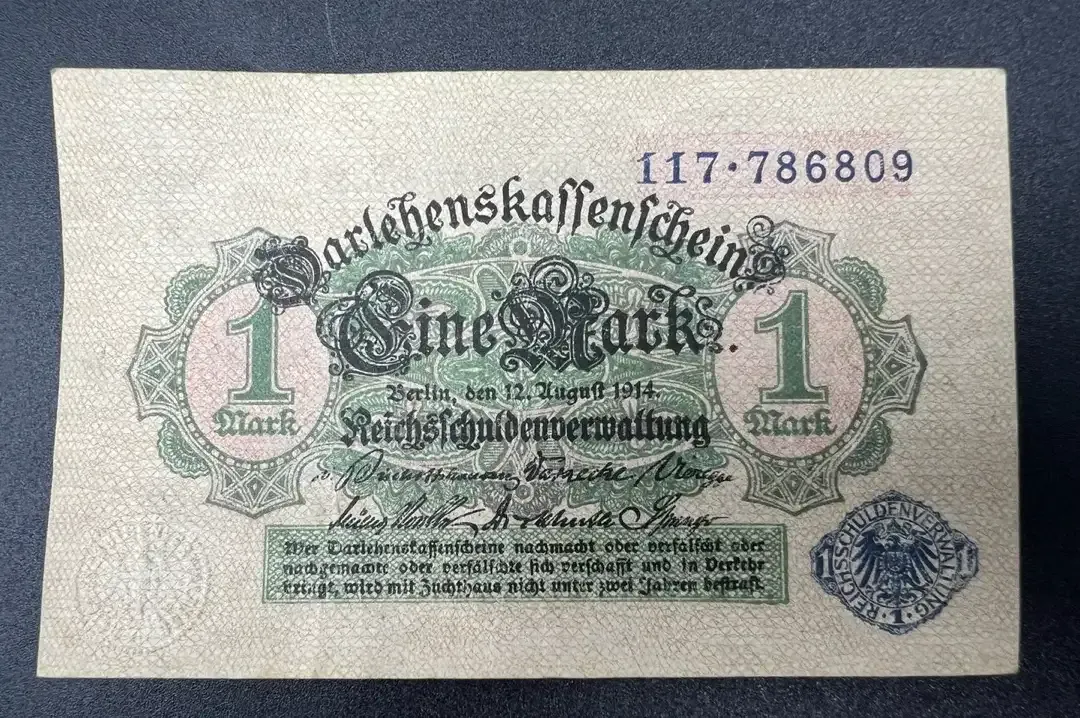 117·786809
Darlehenskassenschein
Eine Mark
1
Mark
1
Mark
Berlin, den 12. August 1914.
Reichsschuldenverwaltung
Wer Darlehenskassenscheine nachmacht oder verfälscht oder
nachgemachte oder verfälschte sich verschafft und in Verkehr
bringt, wird mit Zuchthaus nicht unter zwei Jahren bestraft.
REICHSSCHULDENVERWALTUNG
1 1
·1·